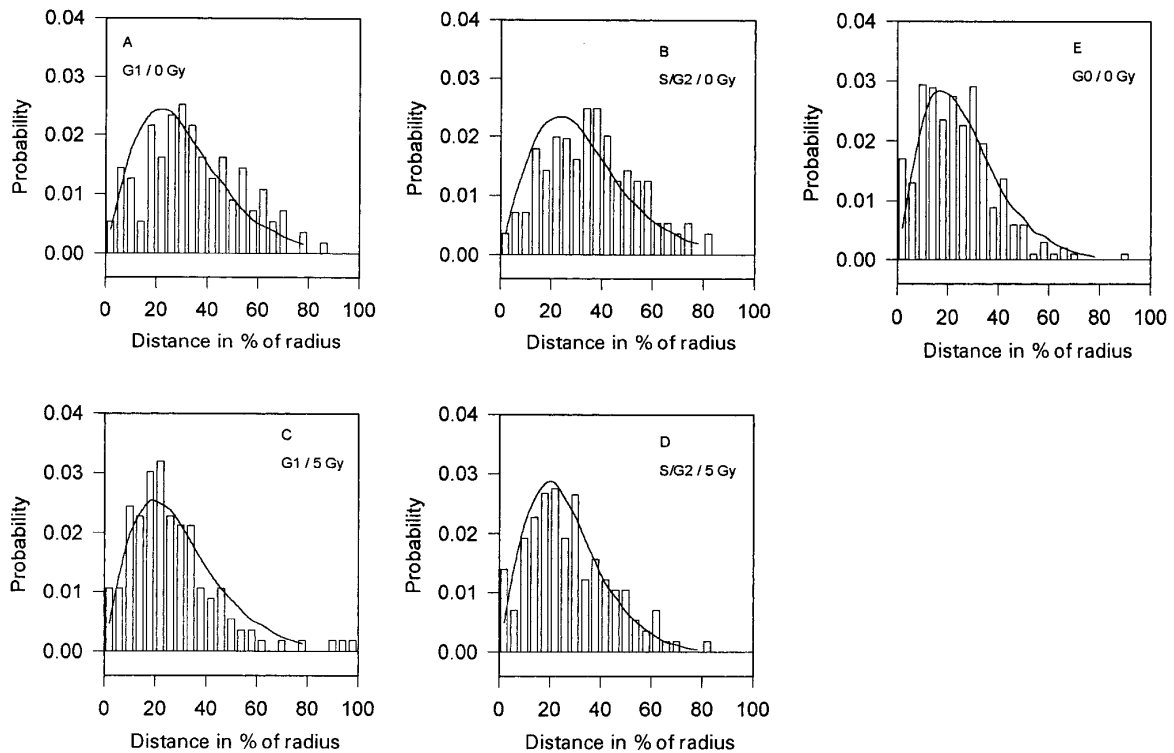 0.04
0.03
0.02
0.01
0.00
Probability
A
G1 / 0 Gy
0 20 40 60 80 100
Distance in % of radius
0.04
0.03
0.02
0.01
0.00
Probability
B
S/G2 / 0 Gy
0 20 40 60 80 100
Distance in % of radius
0.04
0.03
0.02
0.01
0.00
Probability
E
G0 / 0 Gy
0 20 40 60 80 100
Distance in % of radius
0.04
0.03
0.02
0.01
0.00
Probability
C
G1 / 5 Gy
0 20 40 60 80 100
Distance in % of radius
0.04
0.03
0.02
0.01
0.00
Probability
D
S/G2 / 5 Gy
0 20 40 60 80 100
Distance in % of radius